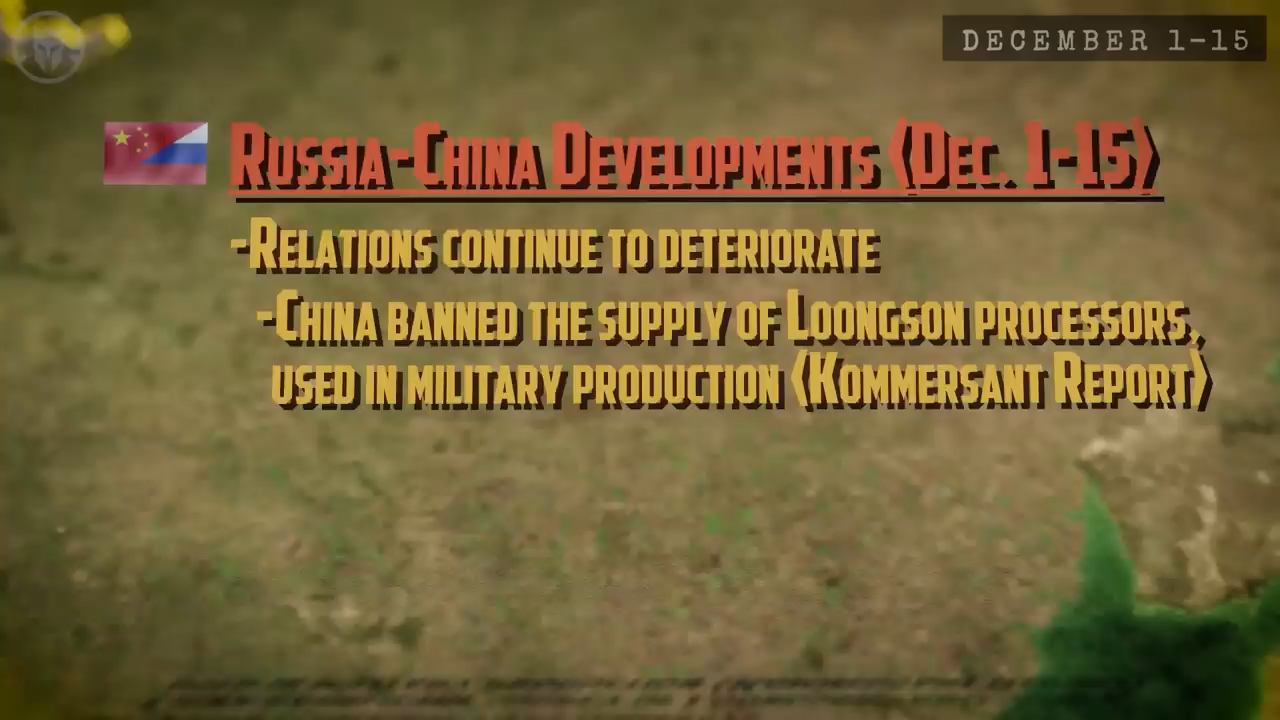 DECEMBER 1-15
RUSSIA-CHINA DEVELOPMENTS (DEC. 1-15)
-RELATIONS CONTINUE TO DETERIORATE
-CHINA BANNED THE SUPPLY OF LOONGSON PROCESSORS,
USED IN MILITARY PRODUCTION (KOMMERSANT REPORT)